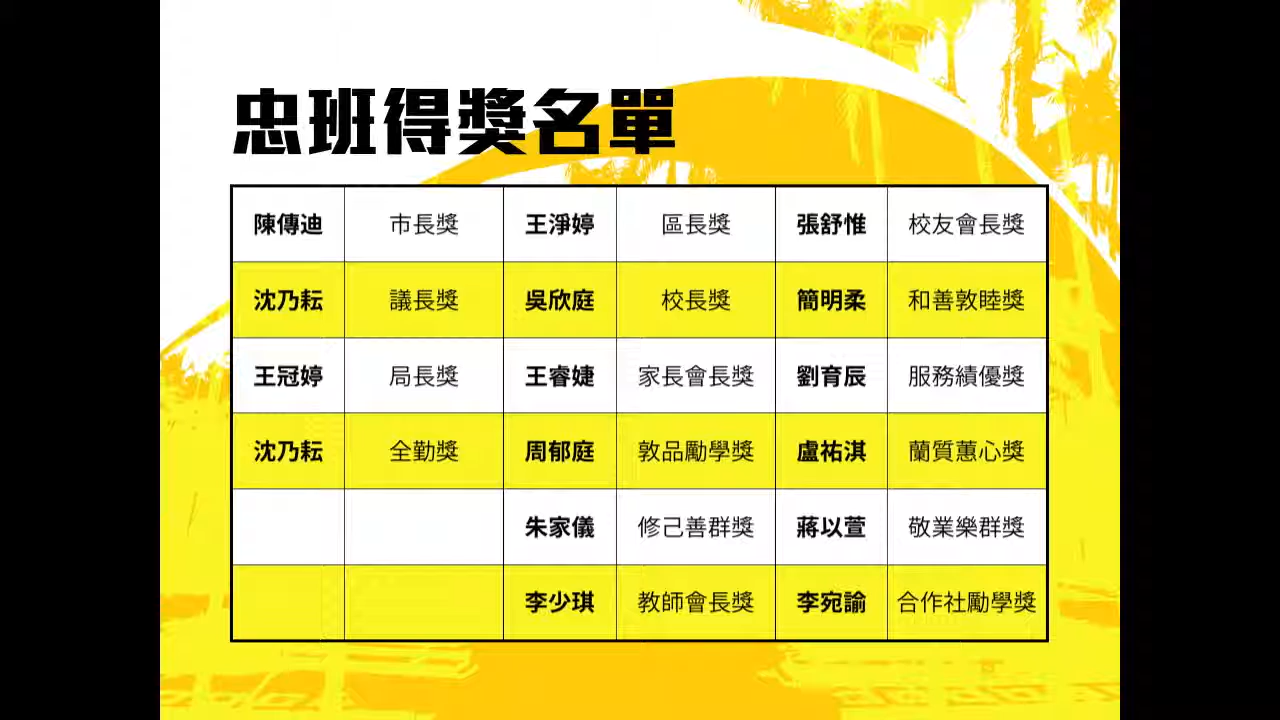 忠班得獎名單
陳傳迪 市長獎 王淨婷 區長獎 張舒惟 校友會長獎
沈乃耘 議長獎 吳欣庭 校長獎 簡明柔 和善敦睦獎
王冠婷 局長獎 王睿婕 家長會長獎 劉育辰 服務績優獎
沈乃耘 全勤獎 周郁庭 敦品勵學獎 盧祐淇 蘭質蕙心獎
朱家儀 修己善群獎 蔣以萱 敬業樂群獎
李少琪 教師會長獎 李宛諭 合作社勵學獎